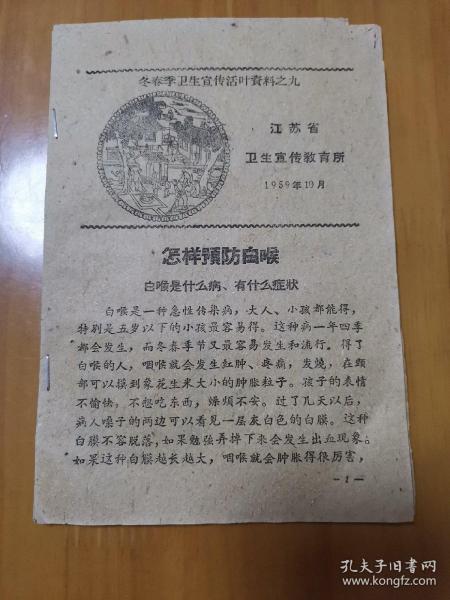 冬春季卫生宣传活叶資料之九
江苏省
卫生宣传教育所
1959年10月
怎样預防白喉
白喉是什么病、有什么症状
白喉是一种急性传染病，大人、小孩都能得，
特别是五岁以下的小孩最容易得。这种病一年四季
都会发生，而冬春季节又最容易发生和流行。得了
白喉的人，咽喉就会发生红肿、疼痛，发烧，在颈
部可以摸到象花生米大小的肿胀粒子。孩子的表情
不愉快，不想吃东西，燥烦不安。过了几天以后，
病人嗓子的两边可以看见一层灰白色的白膜。这种
白膜不容脱落，如果勉强弄掉下来会发生出血现象。
如果这种白膜越长越大，咽喉就会肿胀得很厉害，
—1—
孔夫子旧书网
www.kongfz.com